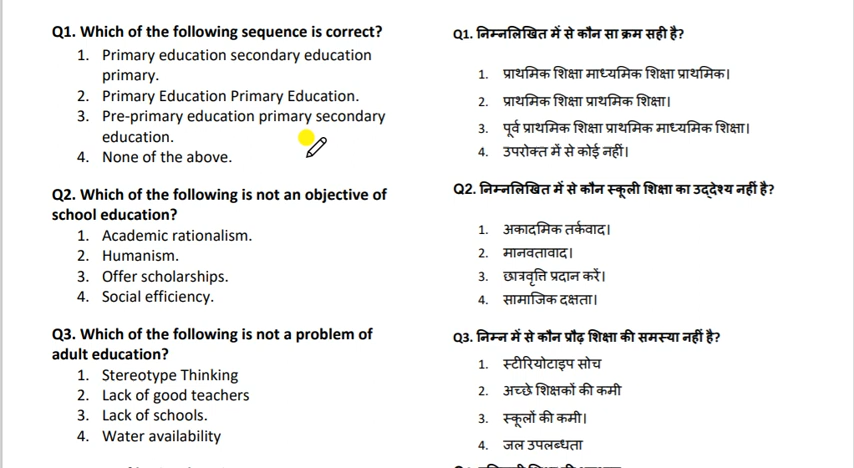 Q1. Which of the following sequence is correct?
1. Primary education secondary education
primary.
2. Primary Education Primary Education.
3. Pre-primary education primary secondary
education.
4. None of the above.
Q2. Which of the following is not an objective of
school education?
1. Academic rationalism.
2. Humanism.
3. Offer scholarships.
4. Social efficiency.
Q3. Which of the following is not a problem of
adult education?
1. Stereotype Thinking
2. Lack of good teachers
3. Lack of schools.
4. Water availability
Q1. निम्नलिखित में से कौन सा क्रम सही है?
1. प्राथमिक शिक्षा माध्यमिक शिक्षा प्राथमिक।
2. प्राथमिक शिक्षा प्राथमिक शिक्षा।
3. पूर्व प्राथमिक शिक्षा प्राथमिक माध्यमिक शिक्षा।
4. उपरोक्त में से कोई नहीं।
Q2. निम्नलिखित में से कौन स्कूली शिक्षा का उद्देश्य नहीं है?
1. अकादमिक तर्कवाद।
2. मानवतावाद।
3. छात्रवृत्ति प्रदान करें।
4. सामाजिक दक्षता।
Q3. निम्न में से कौन प्रौढ़ शिक्षा की समस्या नहीं है?
1. स्टीरियोटाइप सोच
2. अच्छे शिक्षकों की कमी
3. स्कूलों की कमी।
4. जल उपलब्धता